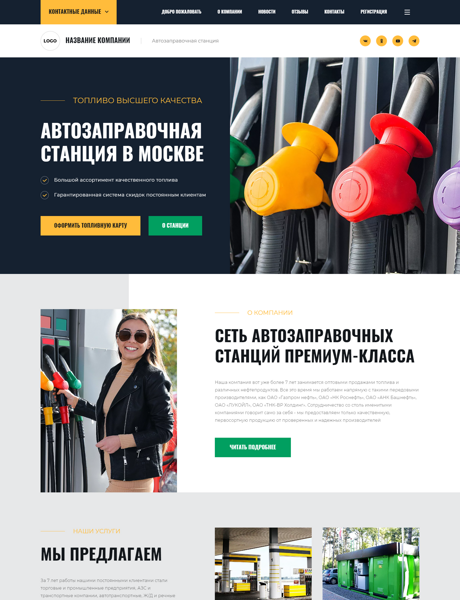 КОНТАКТНЫЕ ДАННЫЕ
ДОБРО ПОЖАЛОВАТЬ
О КОМПАНИИ
НОВОСТИ
ОТЗЫВЫ
КОНТАКТЫ
РЕГИСТРАЦИЯ
LOGO
НАЗВАНИЕ КОМПАНИИ
Автозаправочная станция
ТОПЛИВО ВЫСШЕГО КАЧЕСТВА
АВТОЗАПРАВОЧНАЯ
СТАНЦИЯ В МОСКВЕ
Большой ассортимент качественного топлива
Гарантированная система скидок постоянным клиентам
ОФОРМИТЬ ТОПЛИВНУЮ КАРТУ
О СТАНЦИИ
О КОМПАНИИ
СЕТЬ АВТОЗАПРАВОЧНЫХ
СТАНЦИЙ ПРЕМИУМ-КЛАССА
Наша компания вот уже более 7 лет занимается оптовыми продажами топлива и
различных нефтепродуктов. Все это время мы работаем напрямую с такими передовыми
производителями, как ОАО «Газпром нефть», ОАО «НК Роснефть», ОАО «АНК Башнефть»,
ОАО «ЛУКОЙЛ», ОАО «ТНК-ВР Холдинг». Сотрудничество со столь именитыми
компаниями говорит само за себя - мы предоставляем только качественную,
первосортную продукцию от проверенных и надежных производителей
ЧИТАТЬ ПОДРОБНЕЕ
НАШИ УСЛУГИ
МЫ ПРЕДЛАГАЕМ
За 7 лет работы нашими постоянными клиентами стали
торговые и промышленные предприятия, АЗС и
транспортные компании: автотранспортные, ЖД и речные